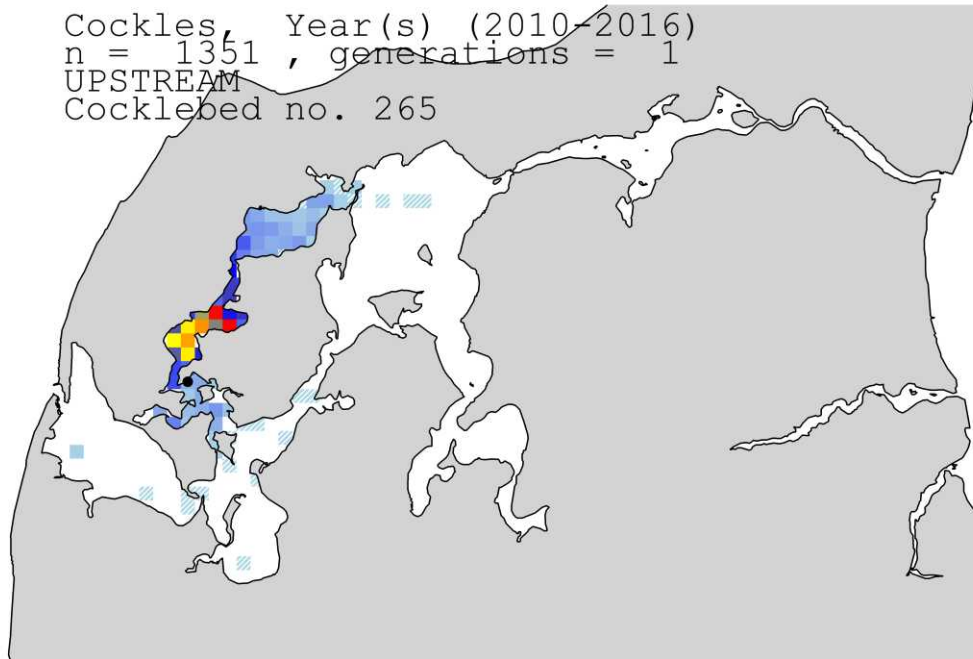 Cockles, Year(s) (2010-2016)
n = 1351 , generations = 1
UPSTREAM
Cocklebed no. 265